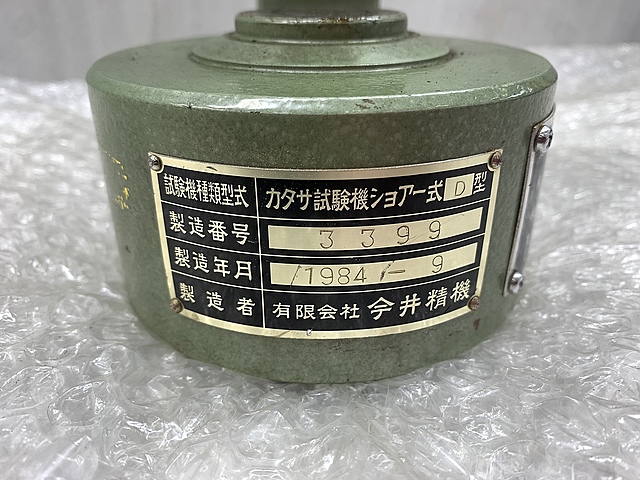 試験機種類型式 カタサ試験機ショアー式 D 型
製造番号 3399
製造年月 1984-9
製造者 有限会社 今井精機